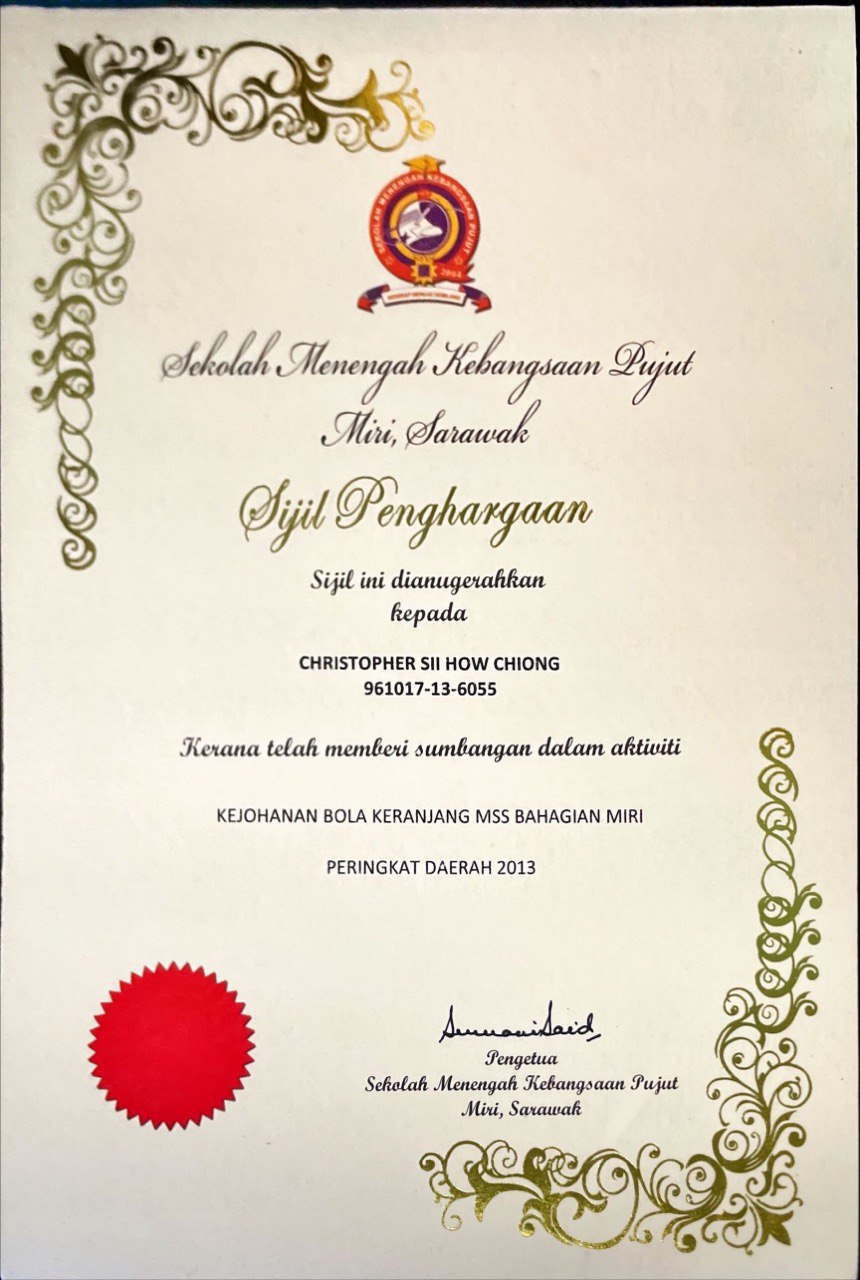 SEKOLAH MENENGAH KEBANGSAAN PUJUT
2004
Sekolah Menengah Kebangsaan Pujut
Miri, Sarawak
Sijil Penghargaan
Sijil ini dianugerahkan
kepada
CHRISTOPHER SII HOW CHIONG
961017-13-6055
Kerana telah memberi sumbangan dalam aktiviti
KEJOHANAN BOLA KERANJANG MSS BAHAGIAN MIRI
PERINGKAT DAERAH 2013
Pengetua
Sekolah Menengah Kebangsaan Pujut
Miri, Sarawak